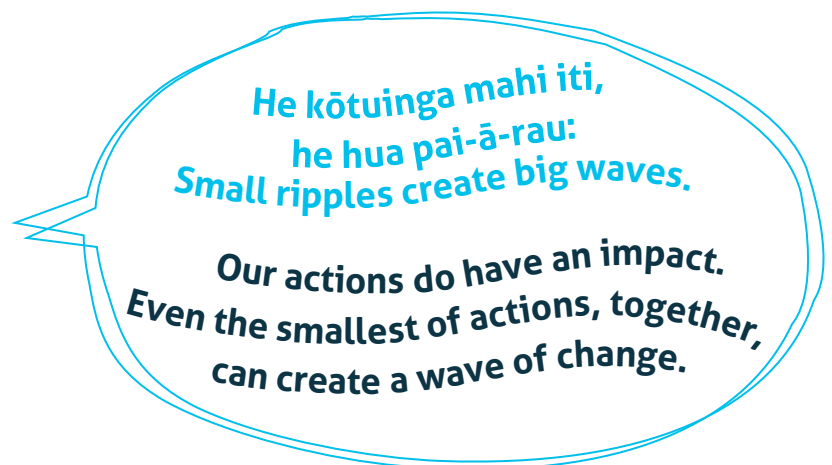 He kōtuinga mahi iti,
he hua pai-ā-rau:
Small ripples create big waves.
Our actions do have an impact.
Even the smallest of actions, together,
can create a wave of change.